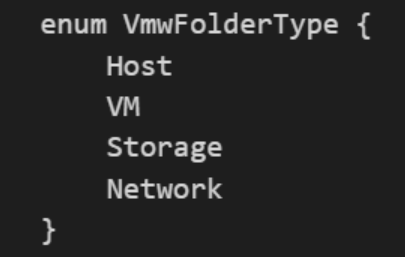 enum VmwFolderType {
    Host
    VM
    Storage
    Network
}